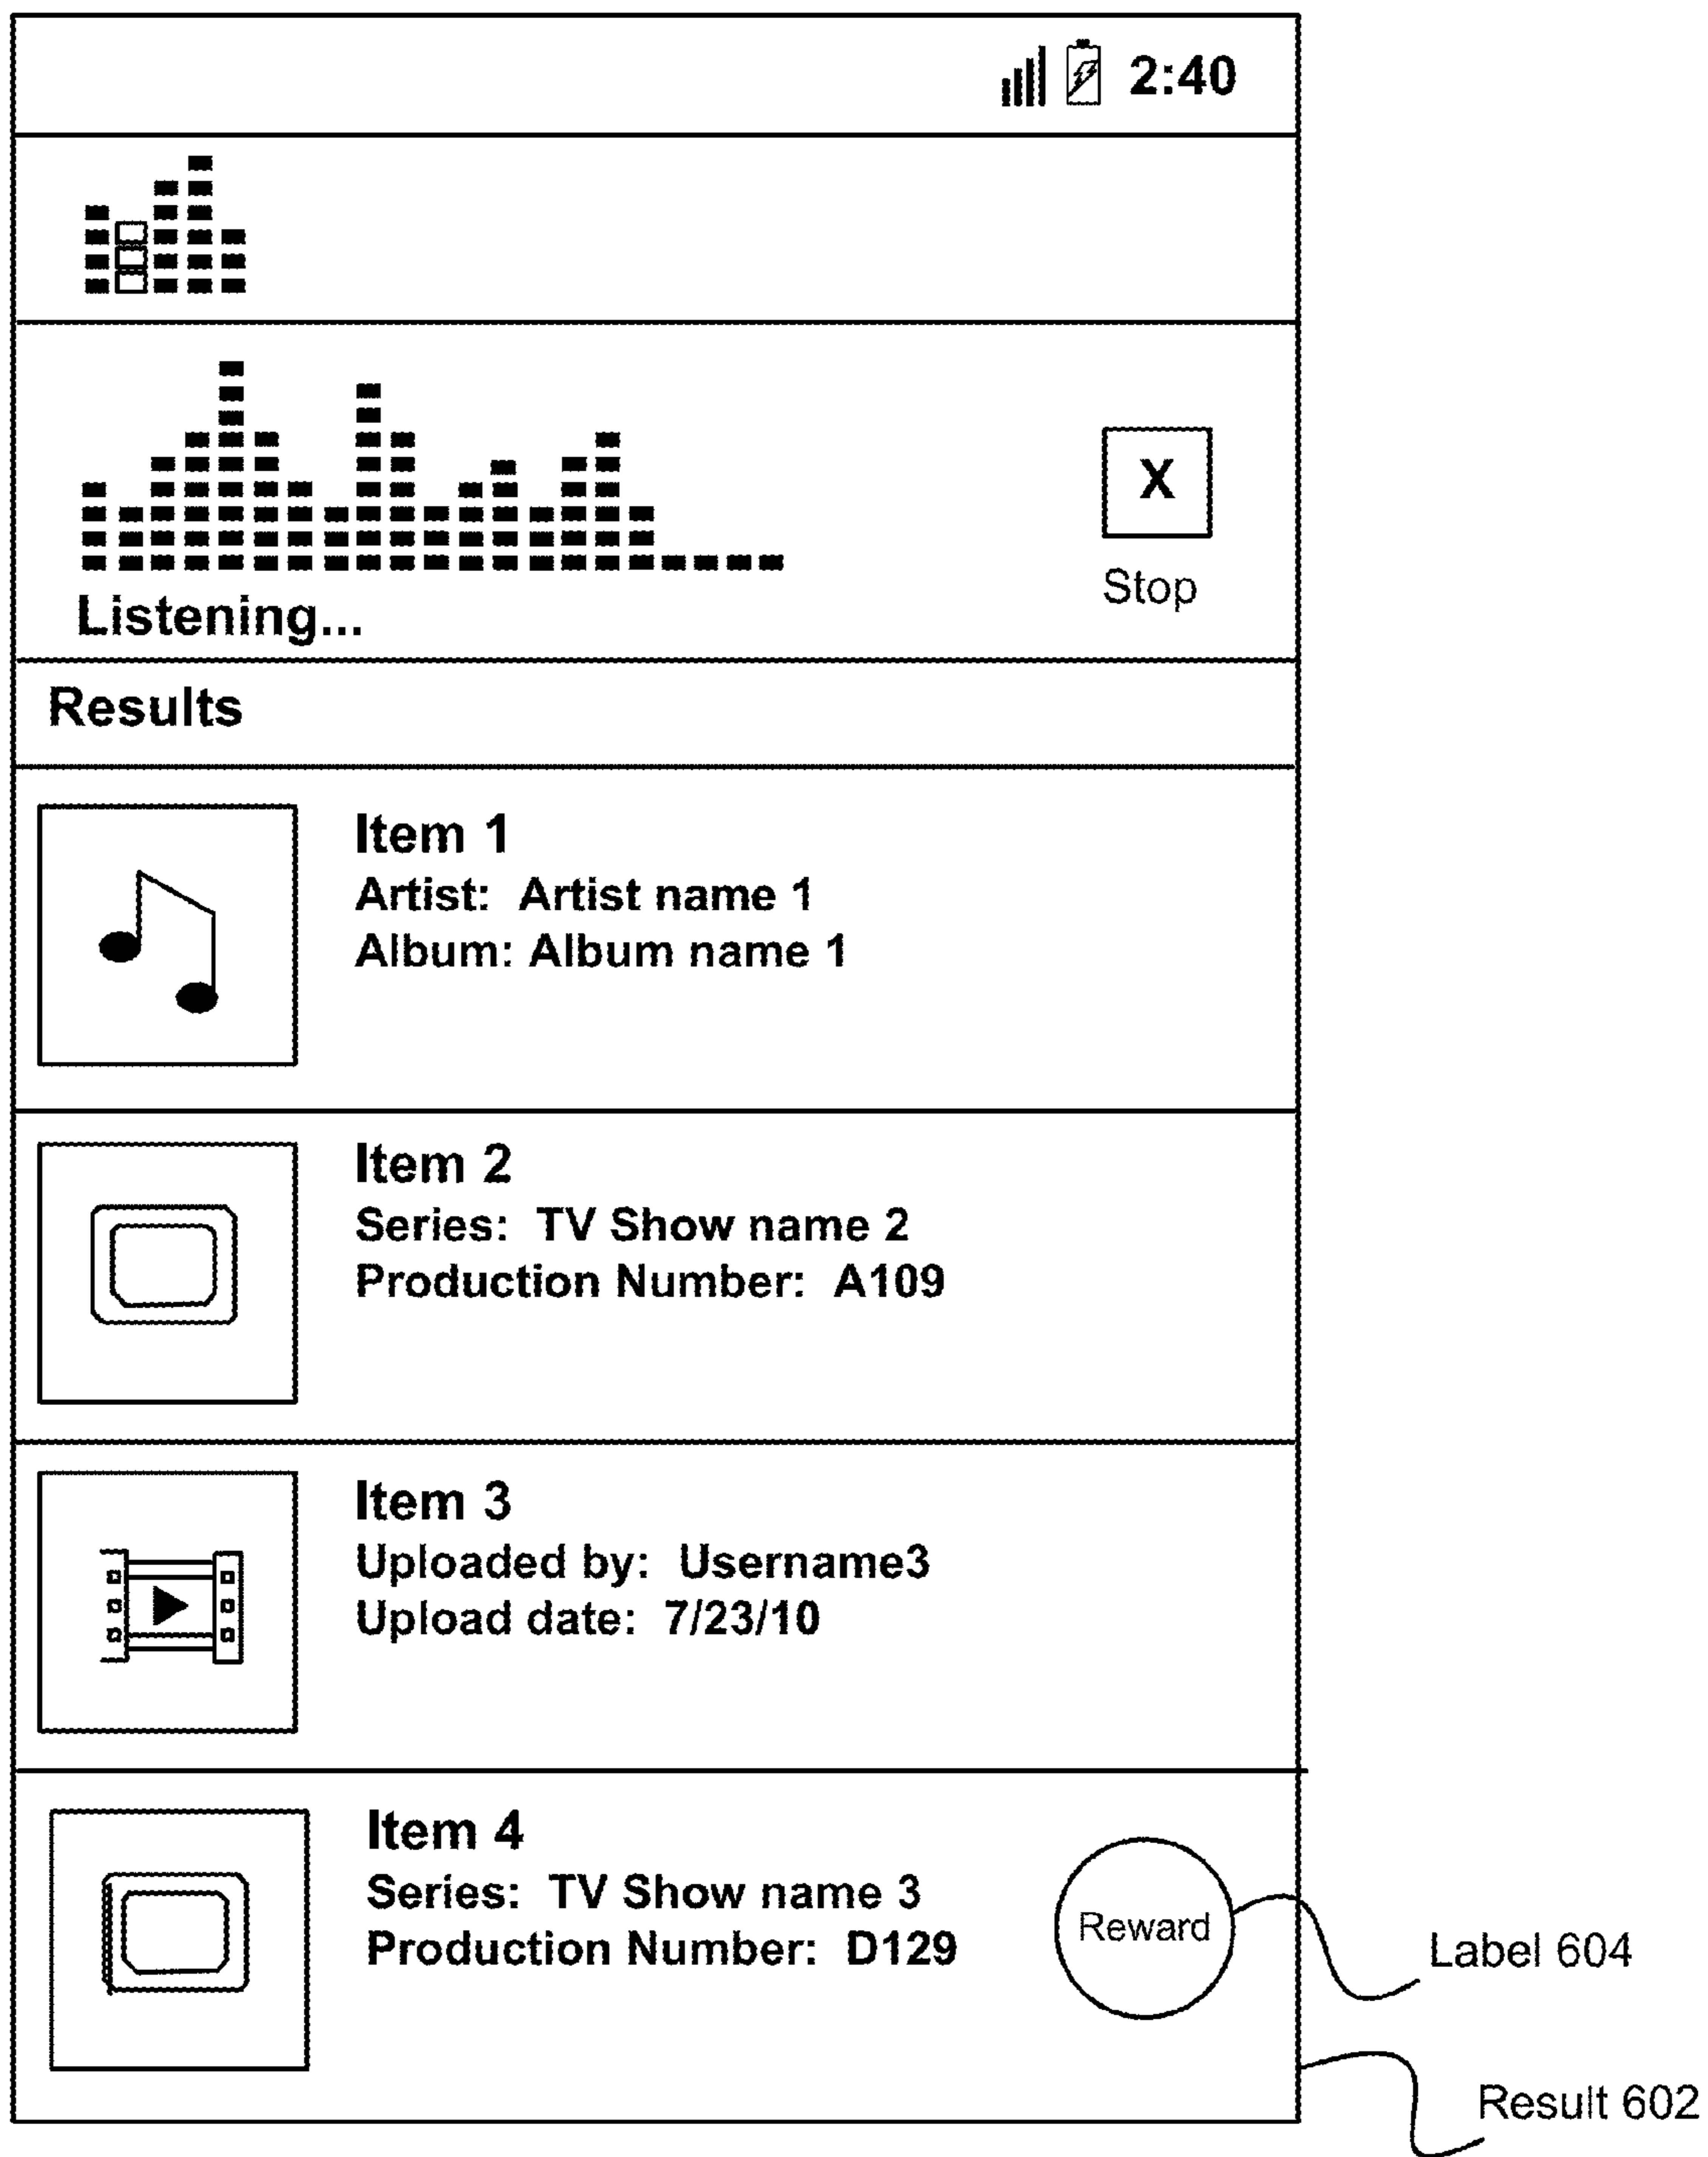 2:40
X
Stop
Listening...
Results
Item 1
Artist: Artist name 1
Album: Album name 1
Item 2
Series: TV Show name 2
Production Number: A109
Item 3
Uploaded by: Username3
Upload date: 7/23/10
Item 4
Series: TV Show name 3
Production Number: D129
Reward
Label 604
Result 602